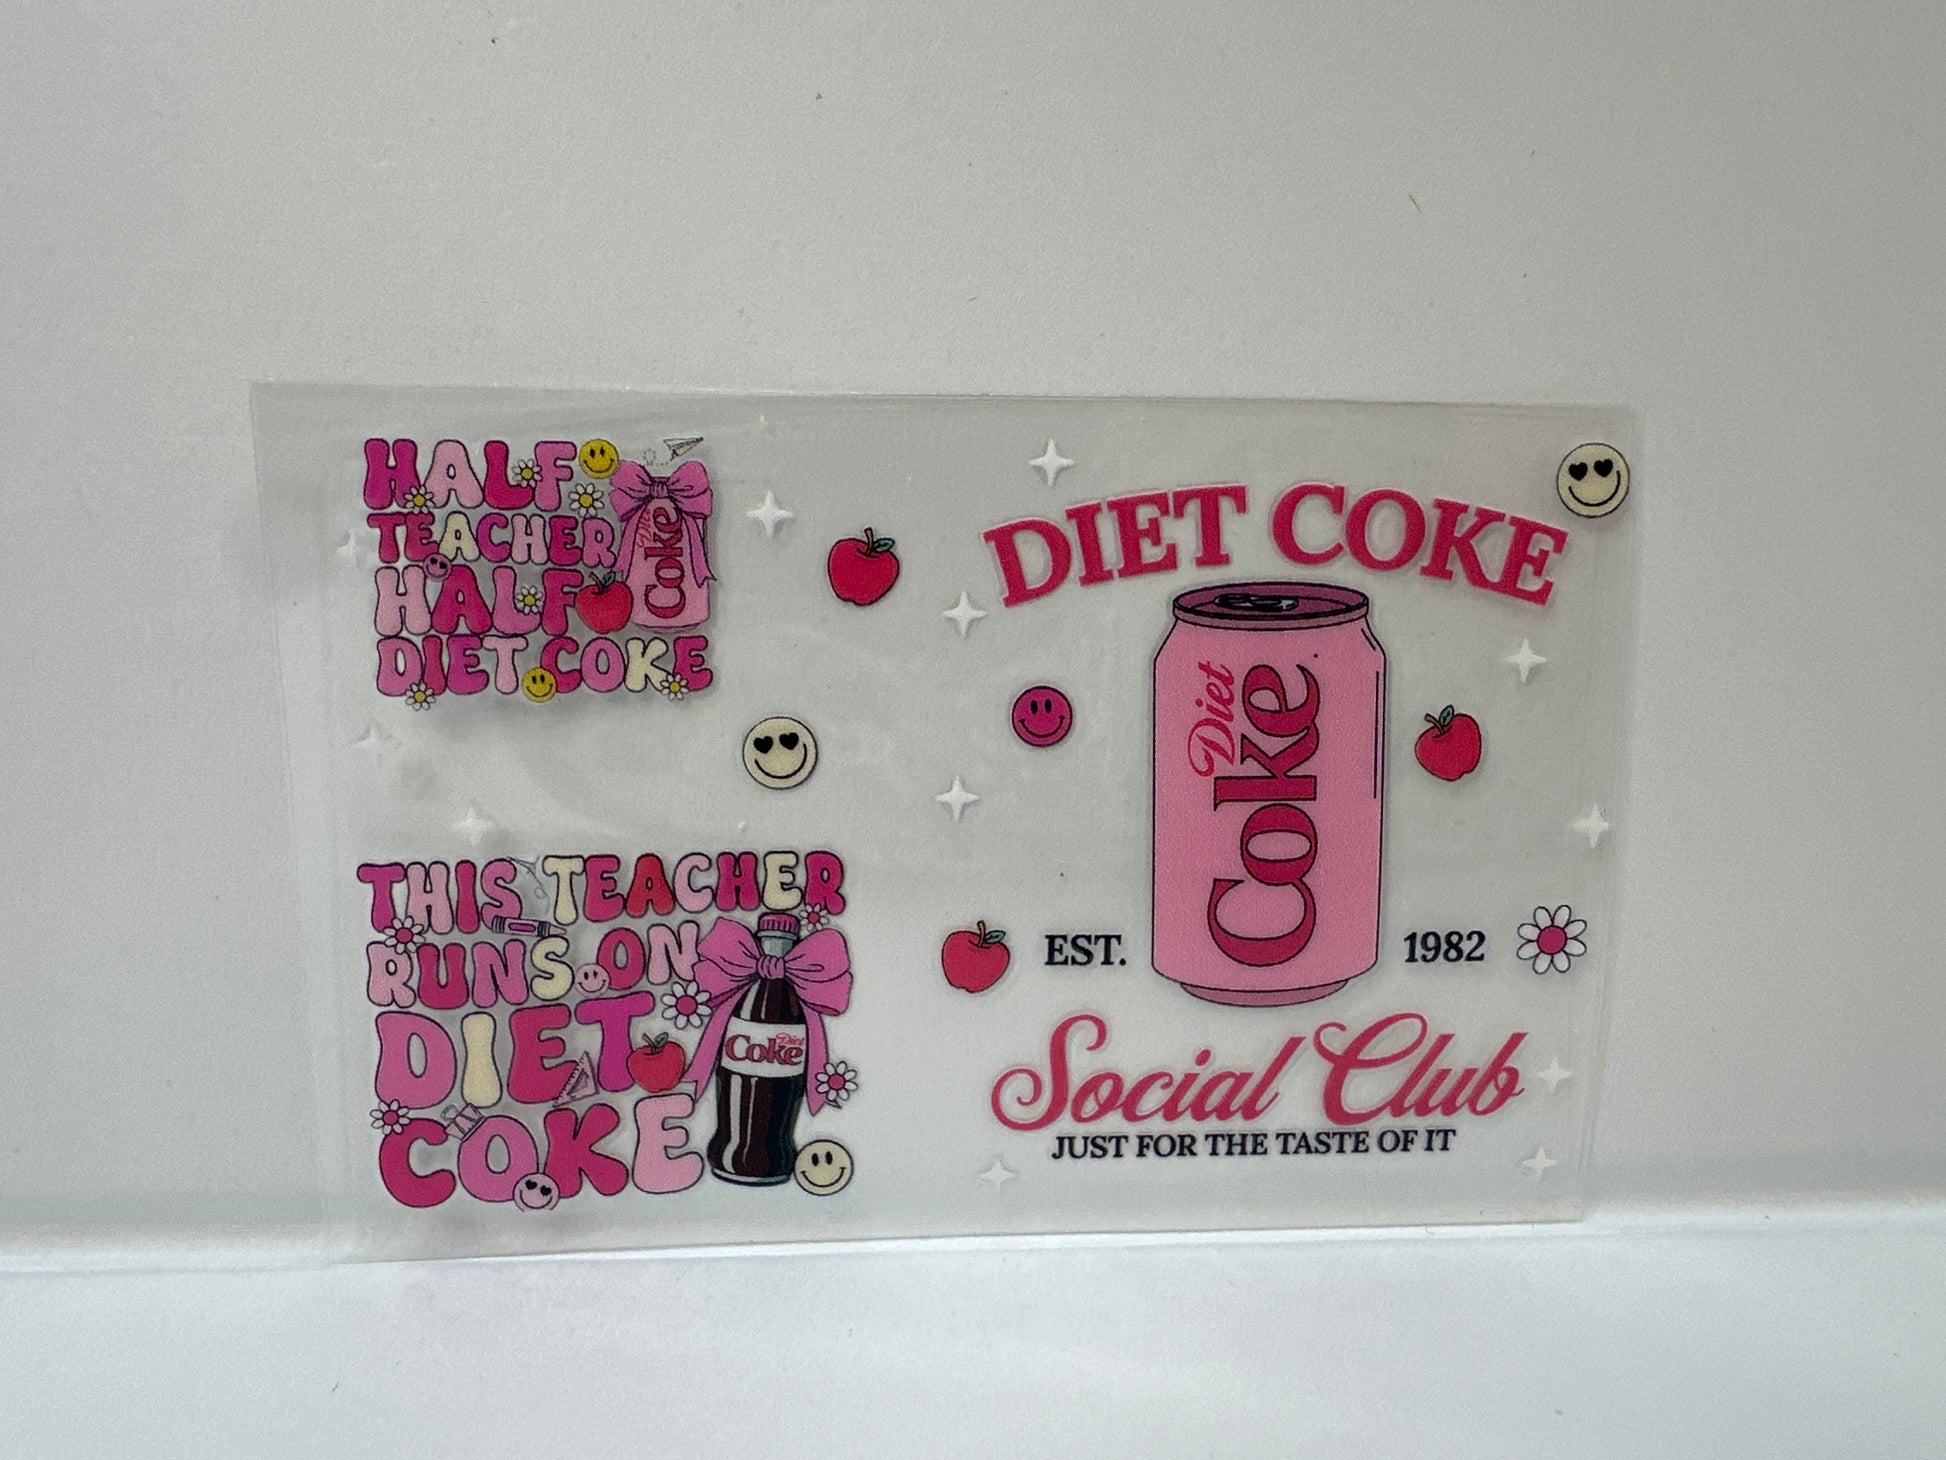 HALF
TEACHER
HALF
DIET COKE
Diet
Coke
THIS TEACHER
RUNS ON
DIET
COKE
Diet
Coke
DIET COKE
Diet
Coke
EST. 1982
Social Club
JUST FOR THE TASTE OF IT